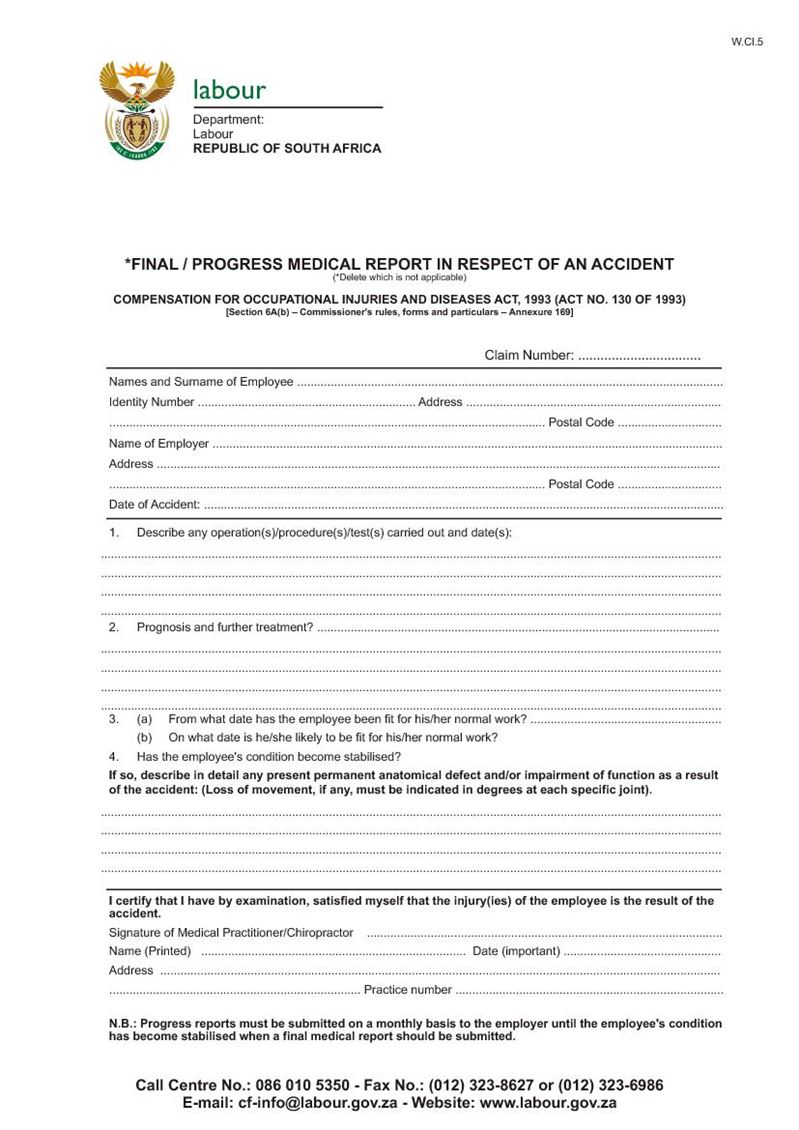 W.Cl.5
labour
Department:
Labour
REPUBLIC OF SOUTH AFRICA
*FINAL / PROGRESS MEDICAL REPORT IN RESPECT OF AN ACCIDENT
(*Delete which is not applicable)
COMPENSATION FOR OCCUPATIONAL INJURIES AND DISEASES ACT, 1993 (ACT NO. 130 OF 1993)
[Section 6A(b) – Commissioner's rules, forms and particulars – Annexure 169]
Claim Number: ................................
Names and Surname of Employee ................................
Identity Number ................................ Address ................................
................................ Postal Code ................................
Name of Employer ................................
Address ................................
................................ Postal Code ................................
Date of Accident: ................................
1. Describe any operation(s)/procedure(s)/test(s) carried out and date(s):
2. Prognosis and further treatment? ................................
3. (a) From what date has the employee been fit for his/her normal work? ................................
(b) On what date is he/she likely to be fit for his/her normal work?
4. Has the employee's condition become stabilised?
If so, describe in detail any present permanent anatomical defect and/or impairment of function as a result
of the accident: (Loss of movement, if any, must be indicated in degrees at each specific joint).
I certify that I have by examination, satisfied myself that the injury(ies) of the employee is the result of the
accident.
Signature of Medical Practitioner/Chiropractor ................................
Name (Printed) ................................ Date (important) ................................
Address ................................
................................ Practice number ................................
N.B.: Progress reports must be submitted on a monthly basis to the employer until the employee's condition
has become stabilised when a final medical report should be submitted.
Call Centre No.: 086 010 5350 - Fax No.: (012) 323-8627 or (012) 323-6986
E-mail: cf-info@labour.gov.za - Website: www.labour.gov.za